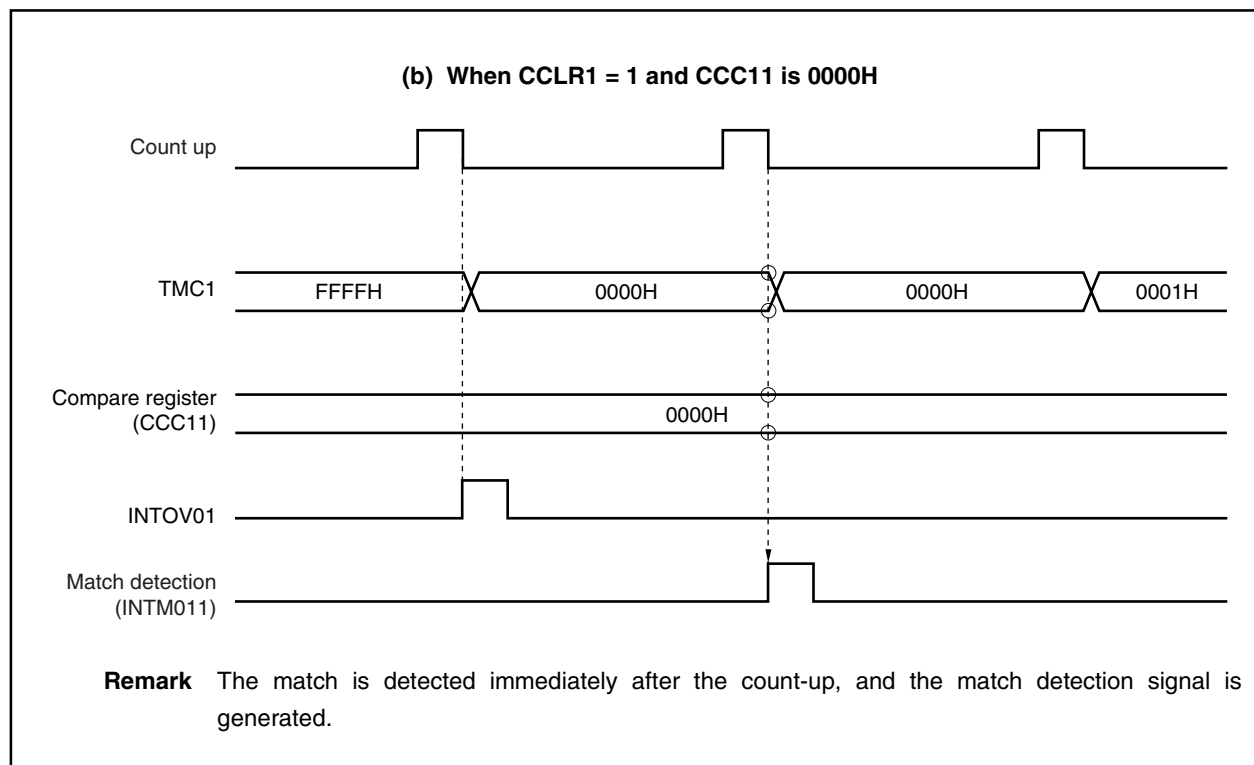 (b) When CCLR1 = 1 and CCC11 is 0000H
Count up
TMC1
FFFFH
0000H
0000H
0001H
Compare register
(CCC11)
0000H
INTOV01
Match detection
(INTM011)
Remark The match is detected immediately after the count-up, and the match detection signal is
generated.